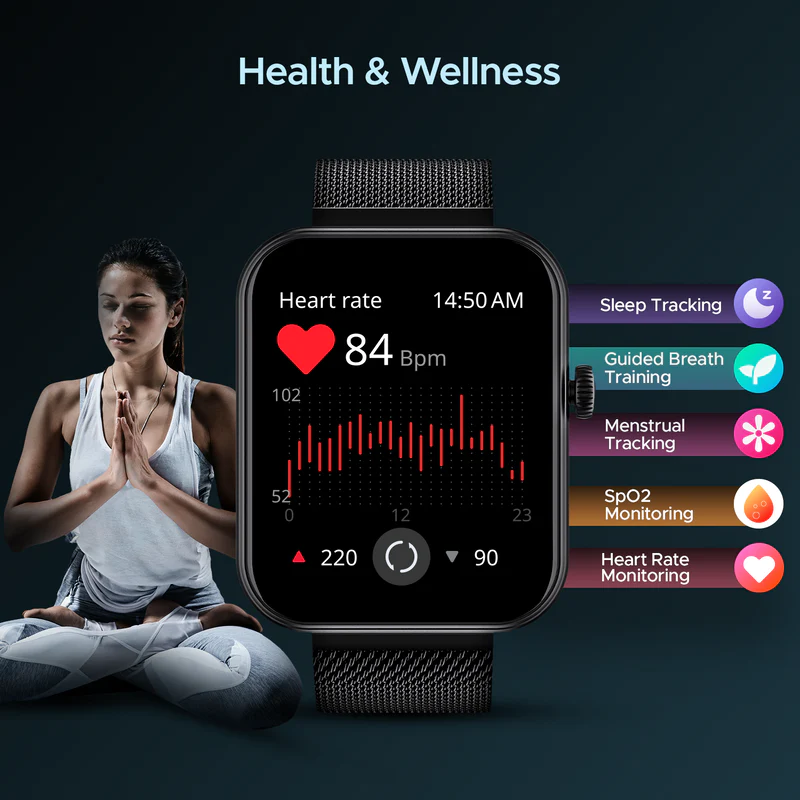 Health & Wellness
Heart rate 14:50 AM
84 Bpm
102
52
0 12 23
220 90
Sleep Tracking
Guided Breath
Training
Menstrual
Tracking
SpO2
Monitoring
Heart Rate
Monitoring